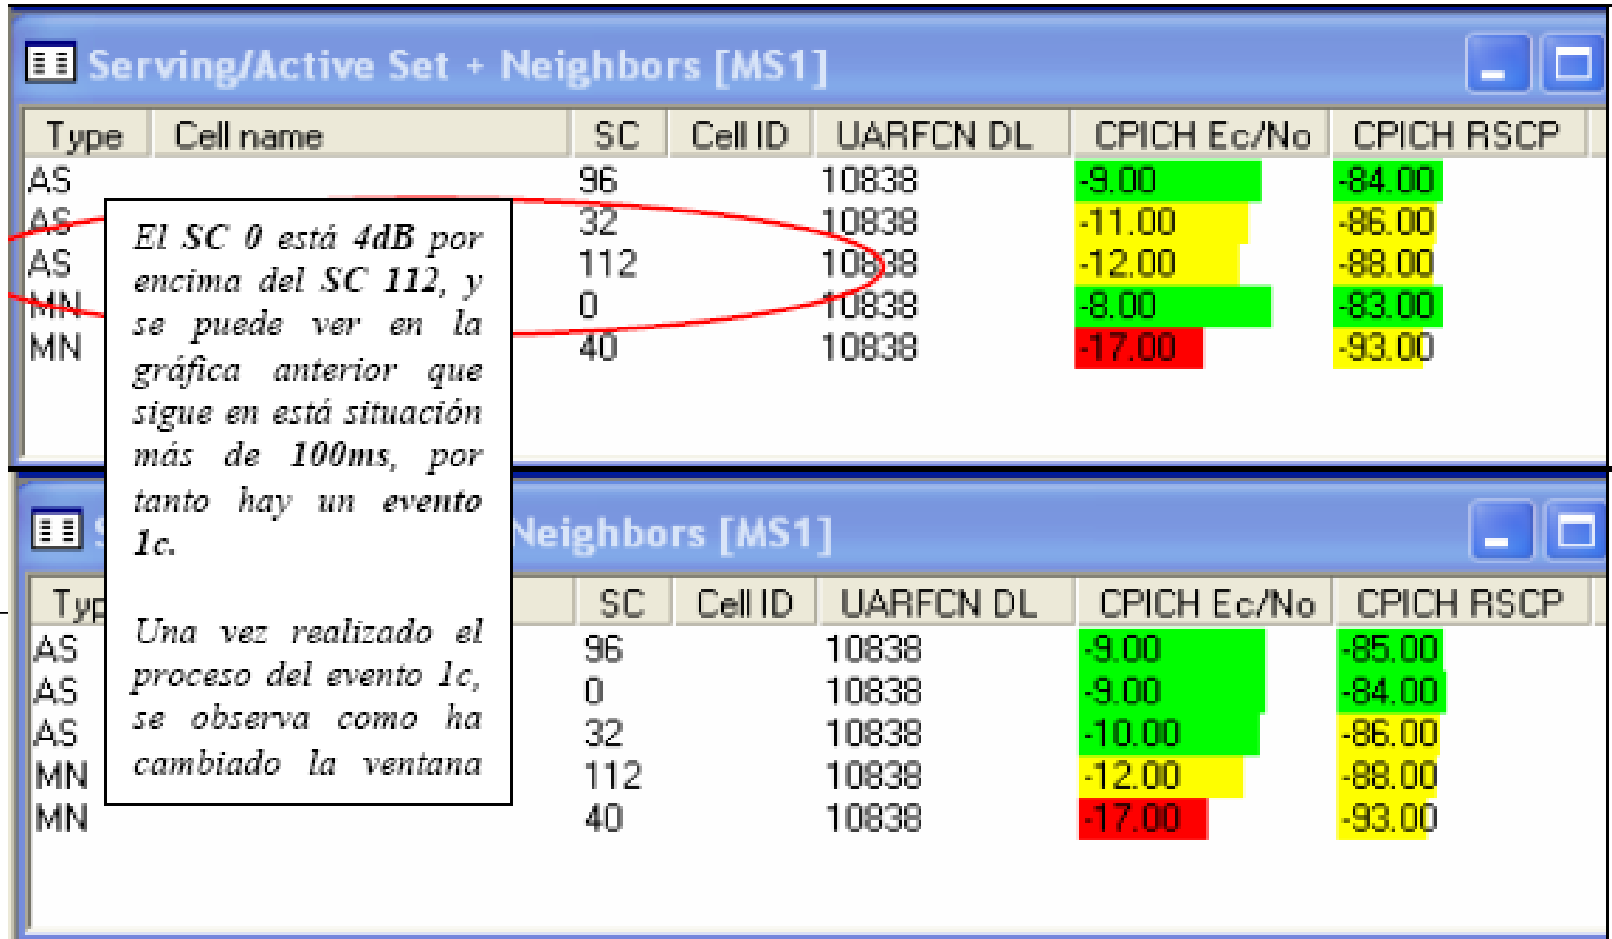 Serving/Active Set + Neighbors [MS1]
Type Cell name SC Cell ID UARFCN DL CPICH Ec/No CPICH RSCP
AS 96 10838 -9.00 -84.00
AS 32 10838 -11.00 -86.00
AS 112 10838 -12.00 -88.00
MN 0 10838 -8.00 -83.00
MN 40 10838 -17.00 -93.00
El SC 0 está 4dB por
encima del SC 112, y
se puede ver en la
gráfica anterior que
sigue en está situación
más de 100ms, por
tanto hay un evento
1c.
Una vez realizado el
proceso del evento 1c,
se observa como ha
cambiado la ventana
Neighbors [MS1]
SC Cell ID UARFCN DL CPICH Ec/No CPICH RSCP
AS 96 10838 -9.00 -85.00
AS 0 10838 -9.00 -84.00
AS 32 10838 -10.00 -86.00
MN 112 10838 -12.00 -88.00
MN 40 10838 -17.00 -93.00